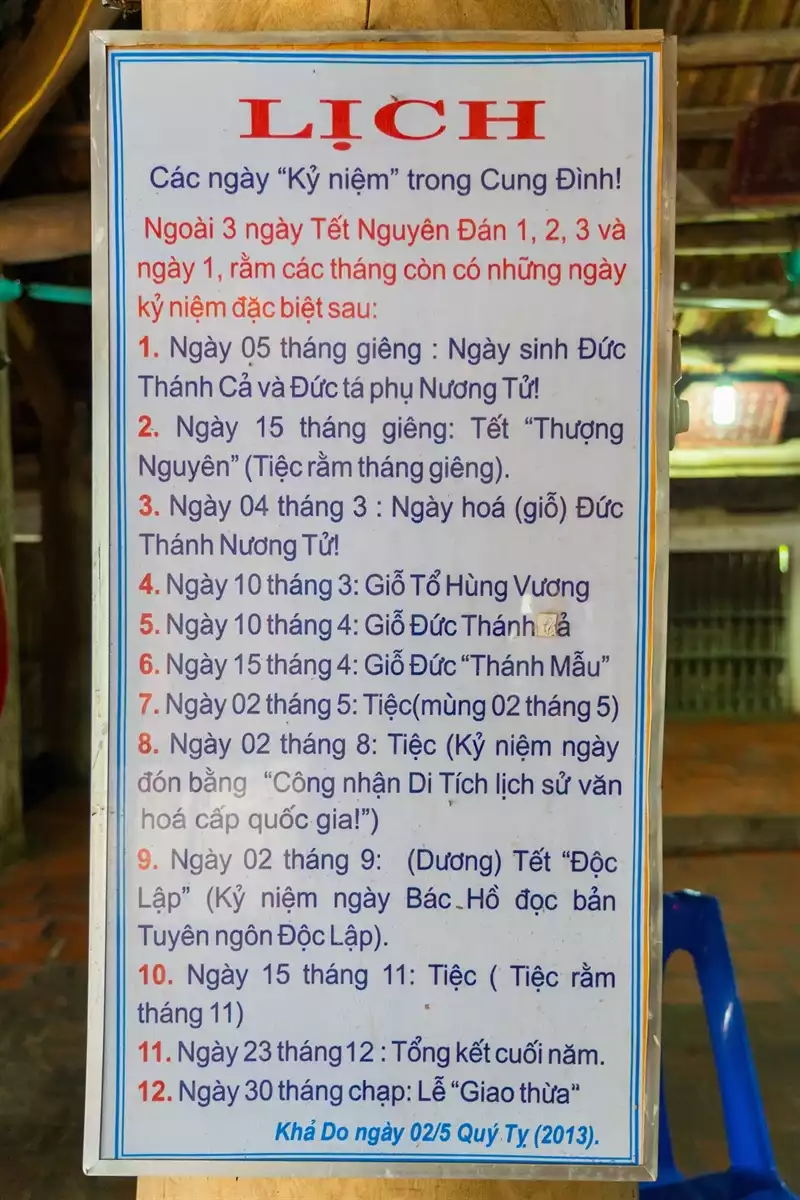 LỊCH
Các ngày “Kỷ niệm” trong Cung Đình!
Ngoài 3 ngày Tết Nguyên Đán 1, 2, 3 và
ngày 1, rằm các tháng còn có những ngày
kỷ niệm đặc biệt sau:
1. Ngày 05 tháng giêng : Ngày sinh Đức
Thánh Cả và Đức tá phụ Nương Tử!
2. Ngày 15 tháng giêng: Tết “Thượng
Nguyên” (Tiệc rằm tháng giêng).
3. Ngày 04 tháng 3 : Ngày hoá (giỗ) Đức
Thánh Nương Tử!
4. Ngày 10 tháng 3: Giỗ Tổ Hùng Vương
5. Ngày 10 tháng 4: Giỗ Đức Thánh
6. Ngày 15 tháng 4: Giỗ Đức “Thánh Mẫu”
7. Ngày 02 tháng 5: Tiệc(mùng 02 tháng 5)
8. Ngày 02 tháng 8: Tiệc (Kỷ niệm ngày
đón bằng “Công nhận Di Tích lịch sử văn
hoá cấp quốc gia!”)
9. Ngày 02 tháng 9: (Dương) Tết “Độc
Lập” (Kỷ niệm ngày Bác Hồ đọc bản
Tuyên ngôn Độc Lập).
10. Ngày 15 tháng 11: Tiệc ( Tiệc rằm
tháng 11)
11. Ngày 23 tháng 12 : Tổng kết cuối năm.
12. Ngày 30 tháng chạp: Lễ “Giao thừa“
Khả Do ngày 02/5 Quý Tỵ (2013).